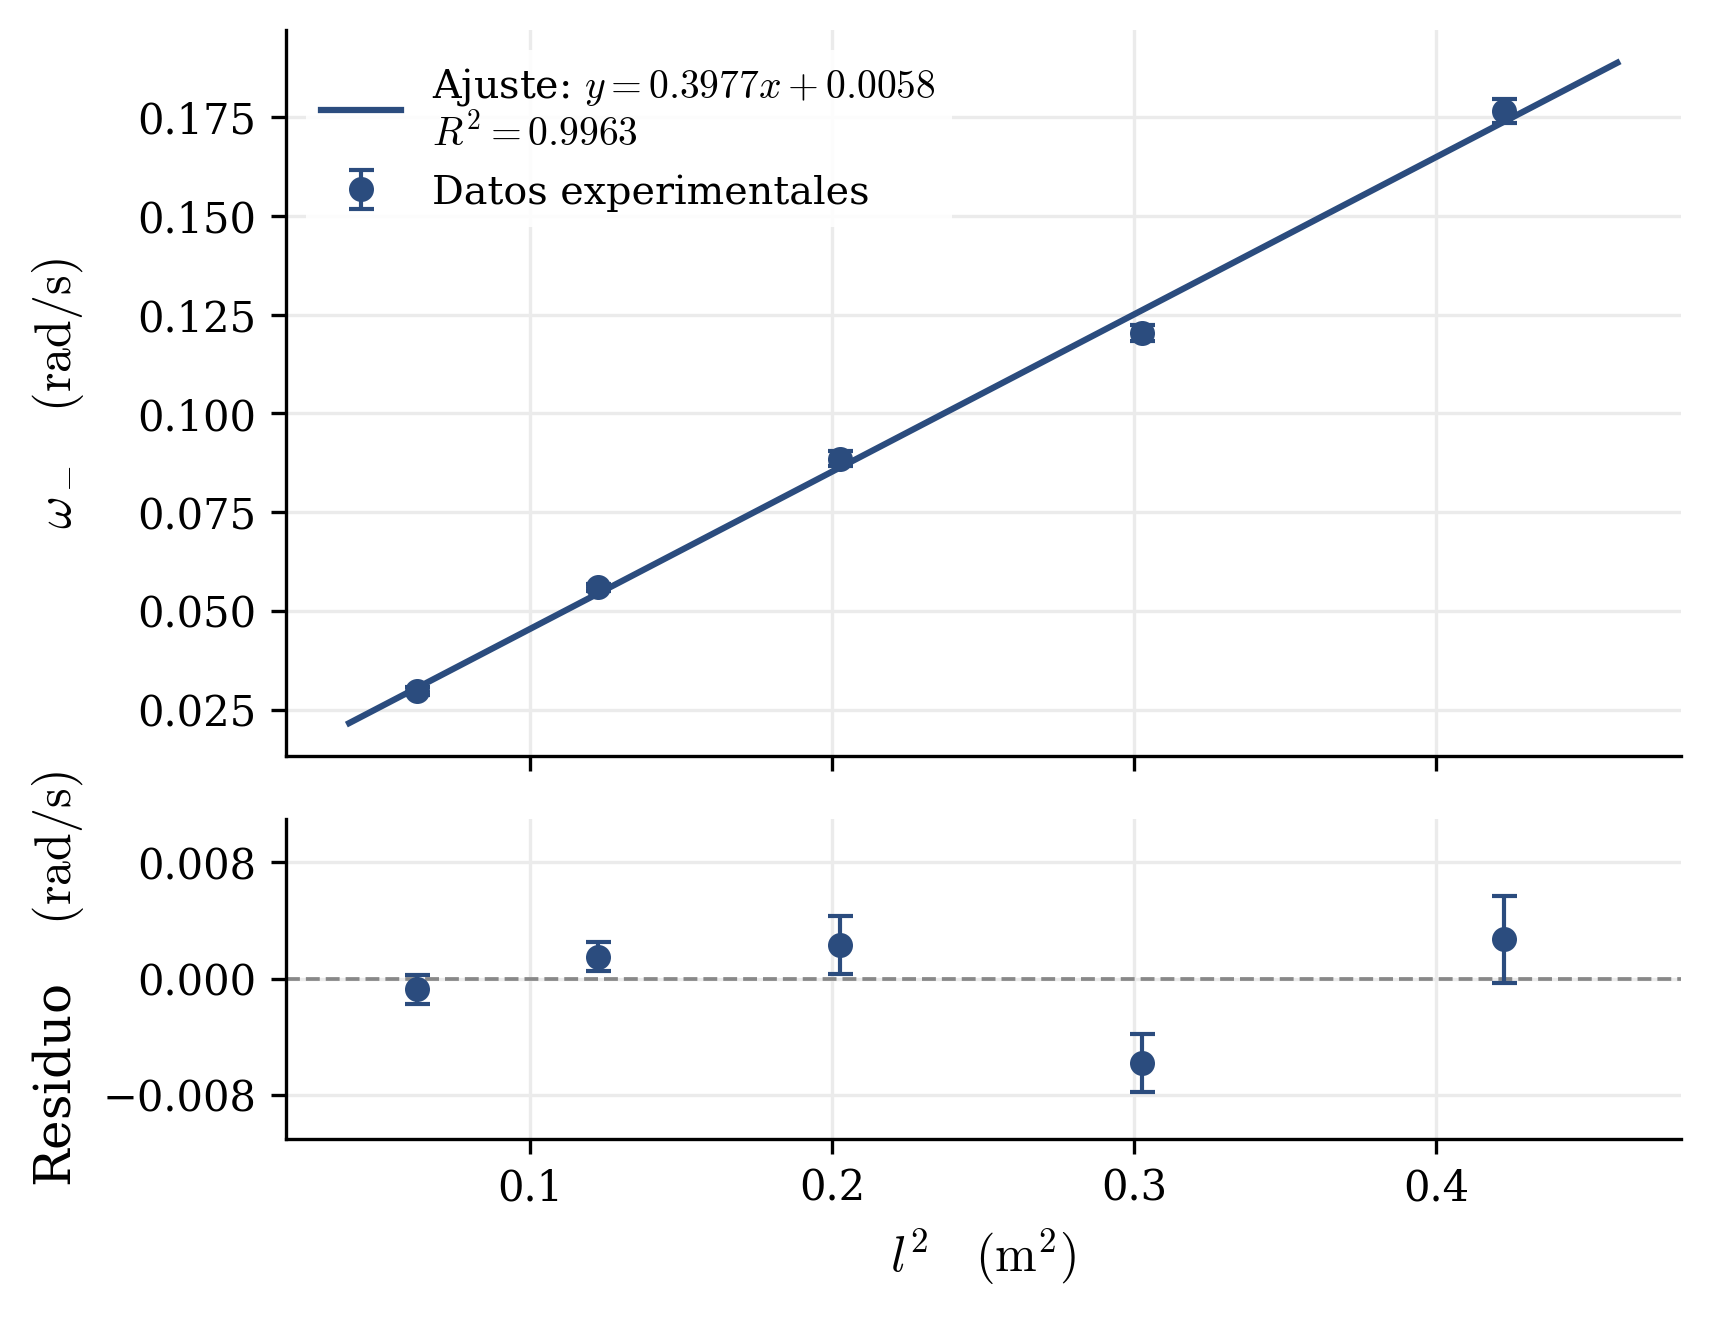 Ajuste: y = 0.3977x + 0.0058
R² = 0.9963
Datos experimentales
ω₋ (rad/s)
0.175
0.150
0.125
0.100
0.075
0.050
0.025
Residuo (rad/s)
0.008
0.000
−0.008
0.1 0.2 0.3 0.4
l² (m²)